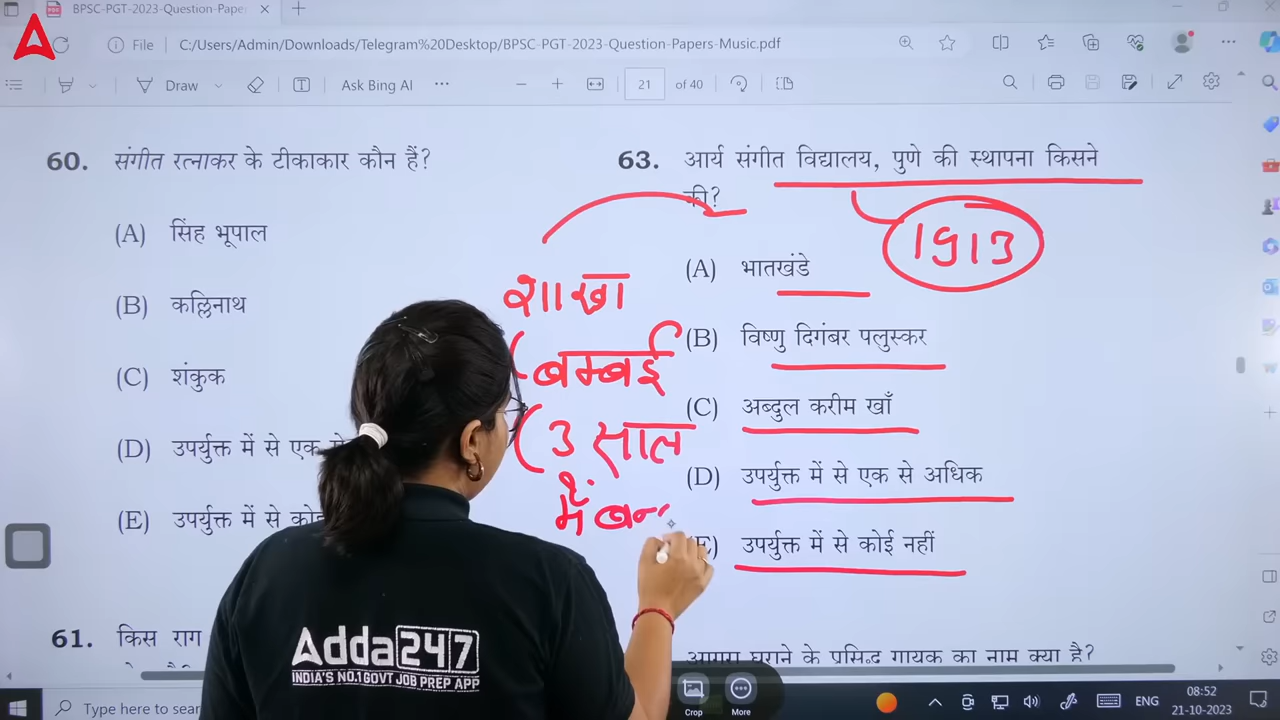 BPSC-PGT-2023-Question-Pape
File
C:/Users/Admin/Downloads/Telegram%20Desktop/BPSC-PGT-2023-Question-Papers-Music.pdf
Draw
Ask Bing AI
21
of 40
60. संगीत रत्नाकर के टीकाकार कौन हैं?
(A) सिंह भूपाल
(B) कल्लिनाथ
(C) शंकुक
(D) उपर्युक्त में से एक
(E) उपर्युक्त में से
61. किस राग
63. आर्य संगीत विद्यालय, पुणे की स्थापना किसने
की?
1913
(A) भातखंडे
(B) विष्णु दिगंबर पलुस्कर
(C) अब्दुल करीम खाँ
(D) उपर्युक्त में से एक से अधिक
(E) उपर्युक्त में से कोई नहीं
आगरा घराने के प्रसिद्ध गायक का नाम क्या है?
शाखा
बम्बई
3 साल
में बन
Adda247
INDIA'S NO.1 GOVT JOB PREP APP
Crop
More
Type here to sear
ENG
08:52
21-10-2023